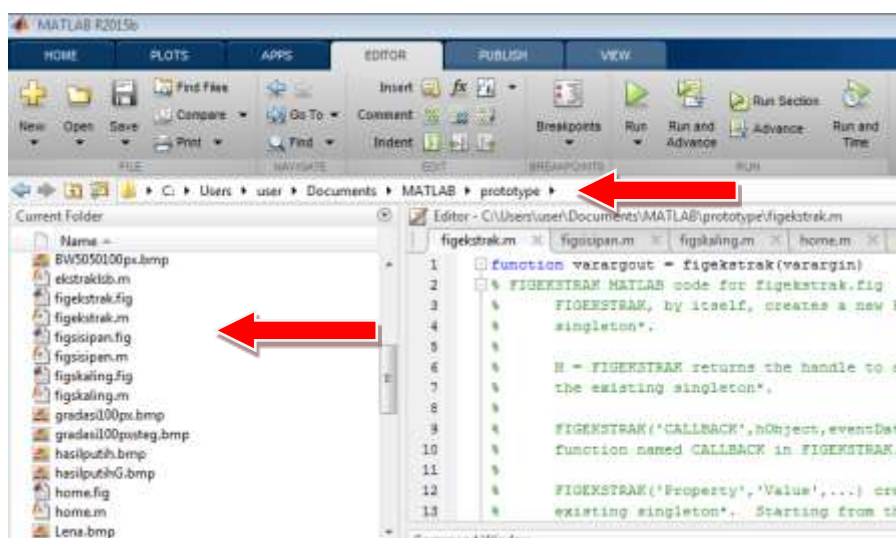 MATLAB R2015b
HOME PLOTS APPS EDITOR PUBLISH VIEW
New Open Save Find Files Compare Print
Go To Find
Insert Comment Indent
Breakpoints Run Run and Advance Run Section Advance Run and Time
FILE NAVIGATE EDIT BREAKPOINTS RUN
C: Users user Documents MATLAB prototype
Current Folder
Name
BW5050100px.bmp
ekstraklsb.m
figekstrak.fig
figekstrak.m
figsisipan.fig
figsisipen.m
figskaling.fig
figskaling.m
gradasi100px.bmp
gradasi100pxsteg.bmp
hasilputih.bmp
hasilputihG.bmp
home.fig
home.m
Lena.bmp
Editor - C:\Users\user\Documents\MATLAB\prototype\figekstrak.m
figekstrak.m figsisipan.m figskaling.m home.m
1 function varargout = figekstrak(varargin)
2 % FIGEKSTRAK MATLAB code for figekstrak.fig
3 % FIGEKSTRAK, by itself, creates a new
4 % singleton*.
5 %
6 % H = FIGEKSTRAK returns the handle to
7 % the existing singleton*.
8 %
9 % FIGEKSTRAK('CALLBACK',hObject,eventDat
10 % function named CALLBACK in FIGEKSTRAK.
11 %
12 % FIGEKSTRAK('Property','Value',...) cre
13 % existing singleton*. Starting from th